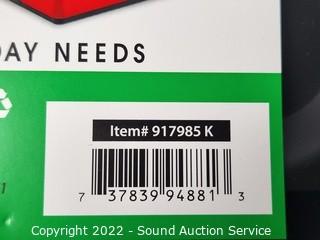 DAY NEEDS
Item# 917985 K
7 37839 94881 3
Copyright 2022 - Sound Auction Service